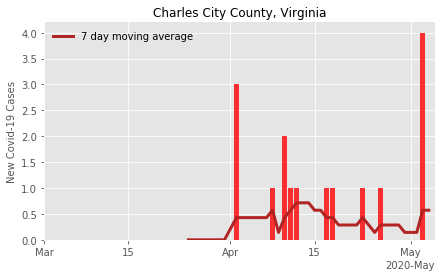 Charles City County, Virginia
7 day moving average
New Covid-19 Cases
4.0
3.5
3.0
2.5
2.0
1.5
1.0
0.5
0.0
Mar 15 Apr 15 May
2020-May